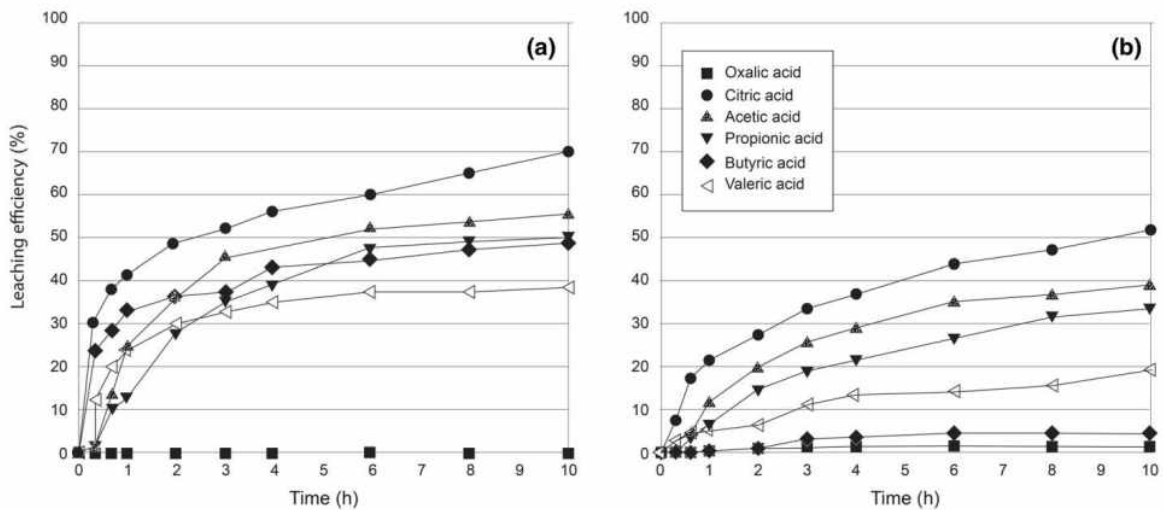 100
90
80
70
60
50
40
30
20
10
0
0 1 2 3 4 5 6 7 8 9 10
Leaching efficiency (%)
Time (h)
(a)
100
90
80
70
60
50
40
30
20
10
0
0 1 2 3 4 5 6 7 8 9 10
Time (h)
(b)
Oxalic acid
Citric acid
Acetic acid
Propionic acid
Butyric acid
Valeric acid